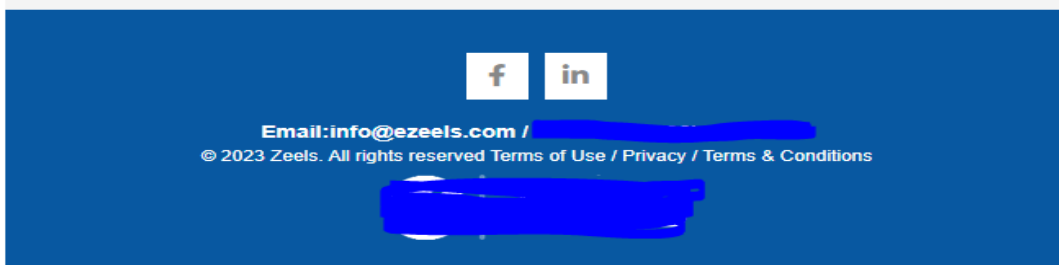 f in
Email:info@ezeels.com /
© 2023 Zeels. All rights reserved Terms of Use / Privacy / Terms & Conditions